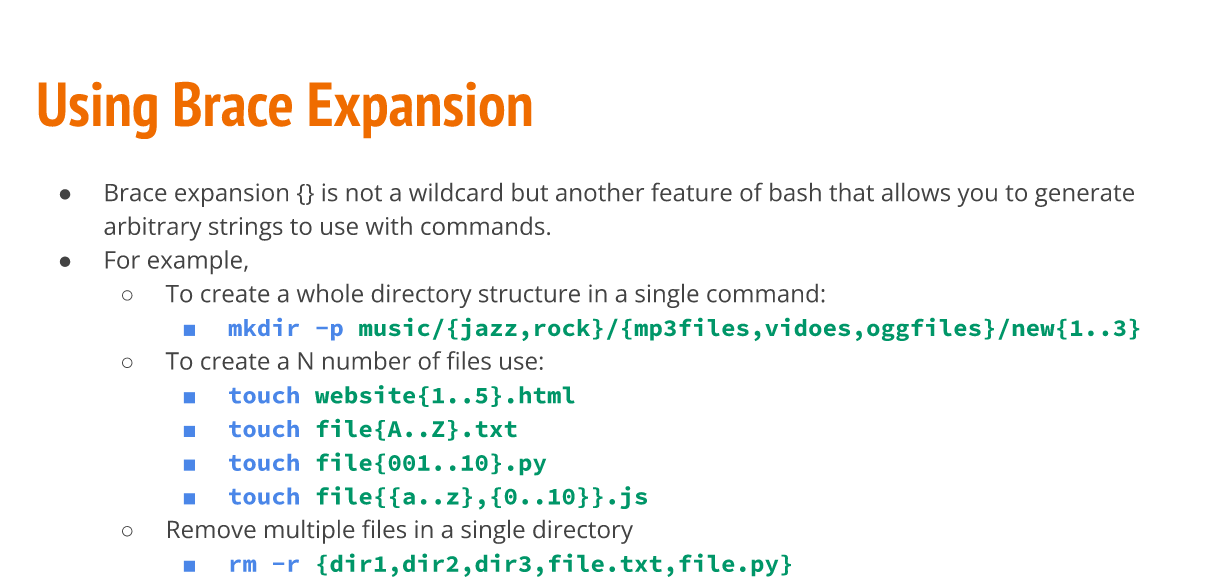 Using Brace Expansion
● Brace expansion {} is not a wildcard but another feature of bash that allows you to generate
arbitrary strings to use with commands.
● For example,
○ To create a whole directory structure in a single command:
■ mkdir -p music/{jazz,rock}/{mp3files,vidoes,oggfiles}/new{1..3}
○ To create a N number of files use:
■ touch website{1..5}.html
■ touch file{A..Z}.txt
■ touch file{001..10}.py
■ touch file{{a..z},{0..10}}.js
○ Remove multiple files in a single directory
■ rm -r {dir1,dir2,dir3,file.txt,file.py}